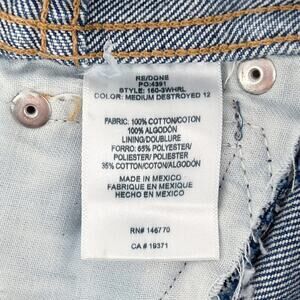 RE/DONE
PO:4391
STYLE: 160-3WHRL
COLOR: MEDIUM DESTROYED 12
FABRIC: 100% COTTON/COTON
100% ALGODÓN
LINING/DOUBLURE
FORRO: 65% POLYESTER/
POLIESTER/ POLIESTER
35% COTTON/COTON/ALGODÓN
MADE IN MEXICO
FABRIQUE EN MEXIQUE
HECHO EN MEXICO
RN# 146770
CA # 19371